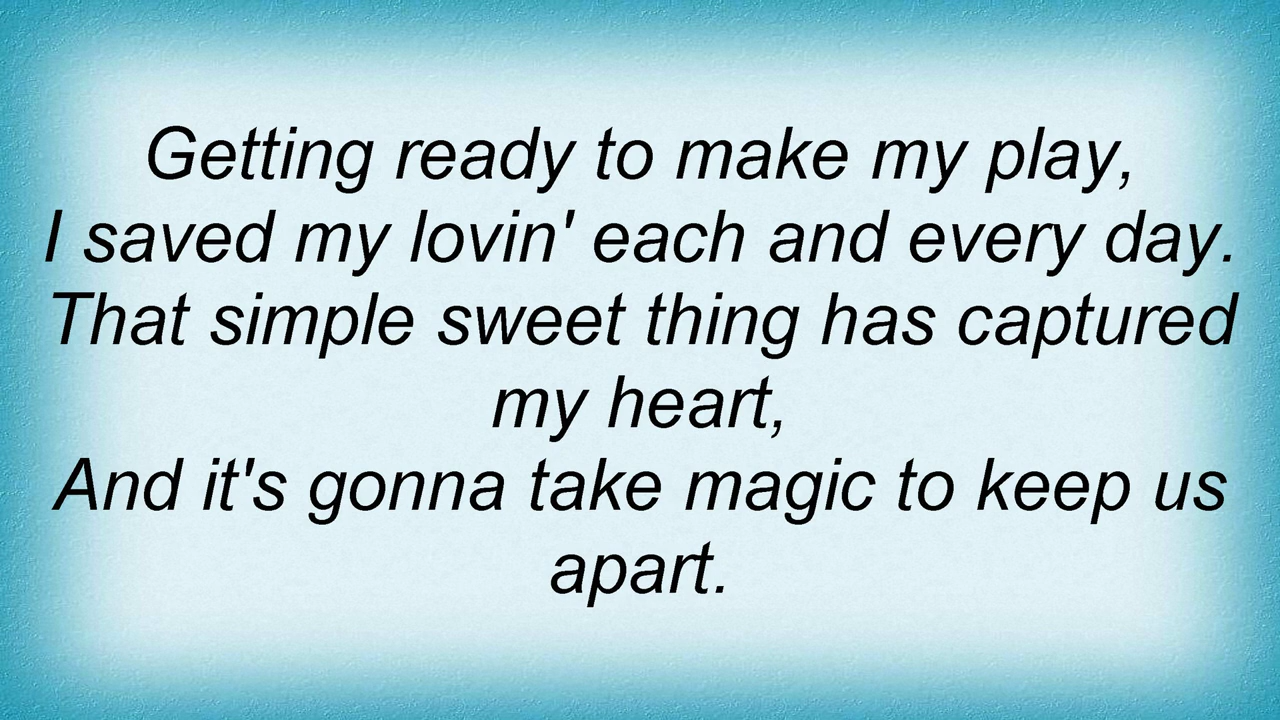 Getting ready to make my play,
I saved my lovin' each and every day.
That simple sweet thing has captured
my heart,
And it's gonna take magic to keep us
apart.